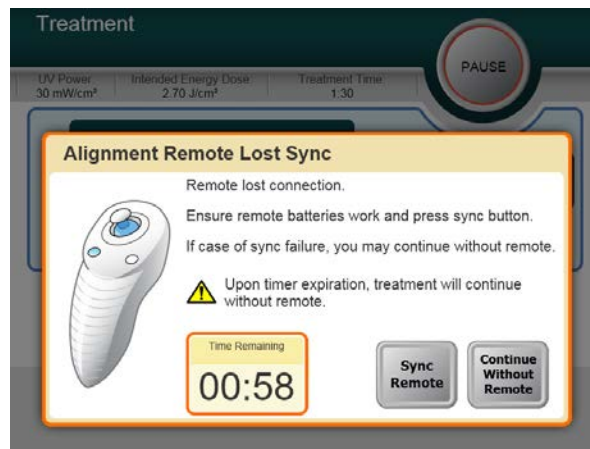 Treatment
PAUSE
UV Power: Intended Energy Dose: Treatment Time:
30 mW/cm² 2.70 J/cm² 1:30
Alignment Remote Lost Sync
Remote lost connection.
Ensure remote batteries work and press sync button.
If case of sync failure, you may continue without remote.
Upon timer expiration, treatment will continue
without remote.
Time Remaining
00:58
Sync
Remote
Continue
Without
Remote